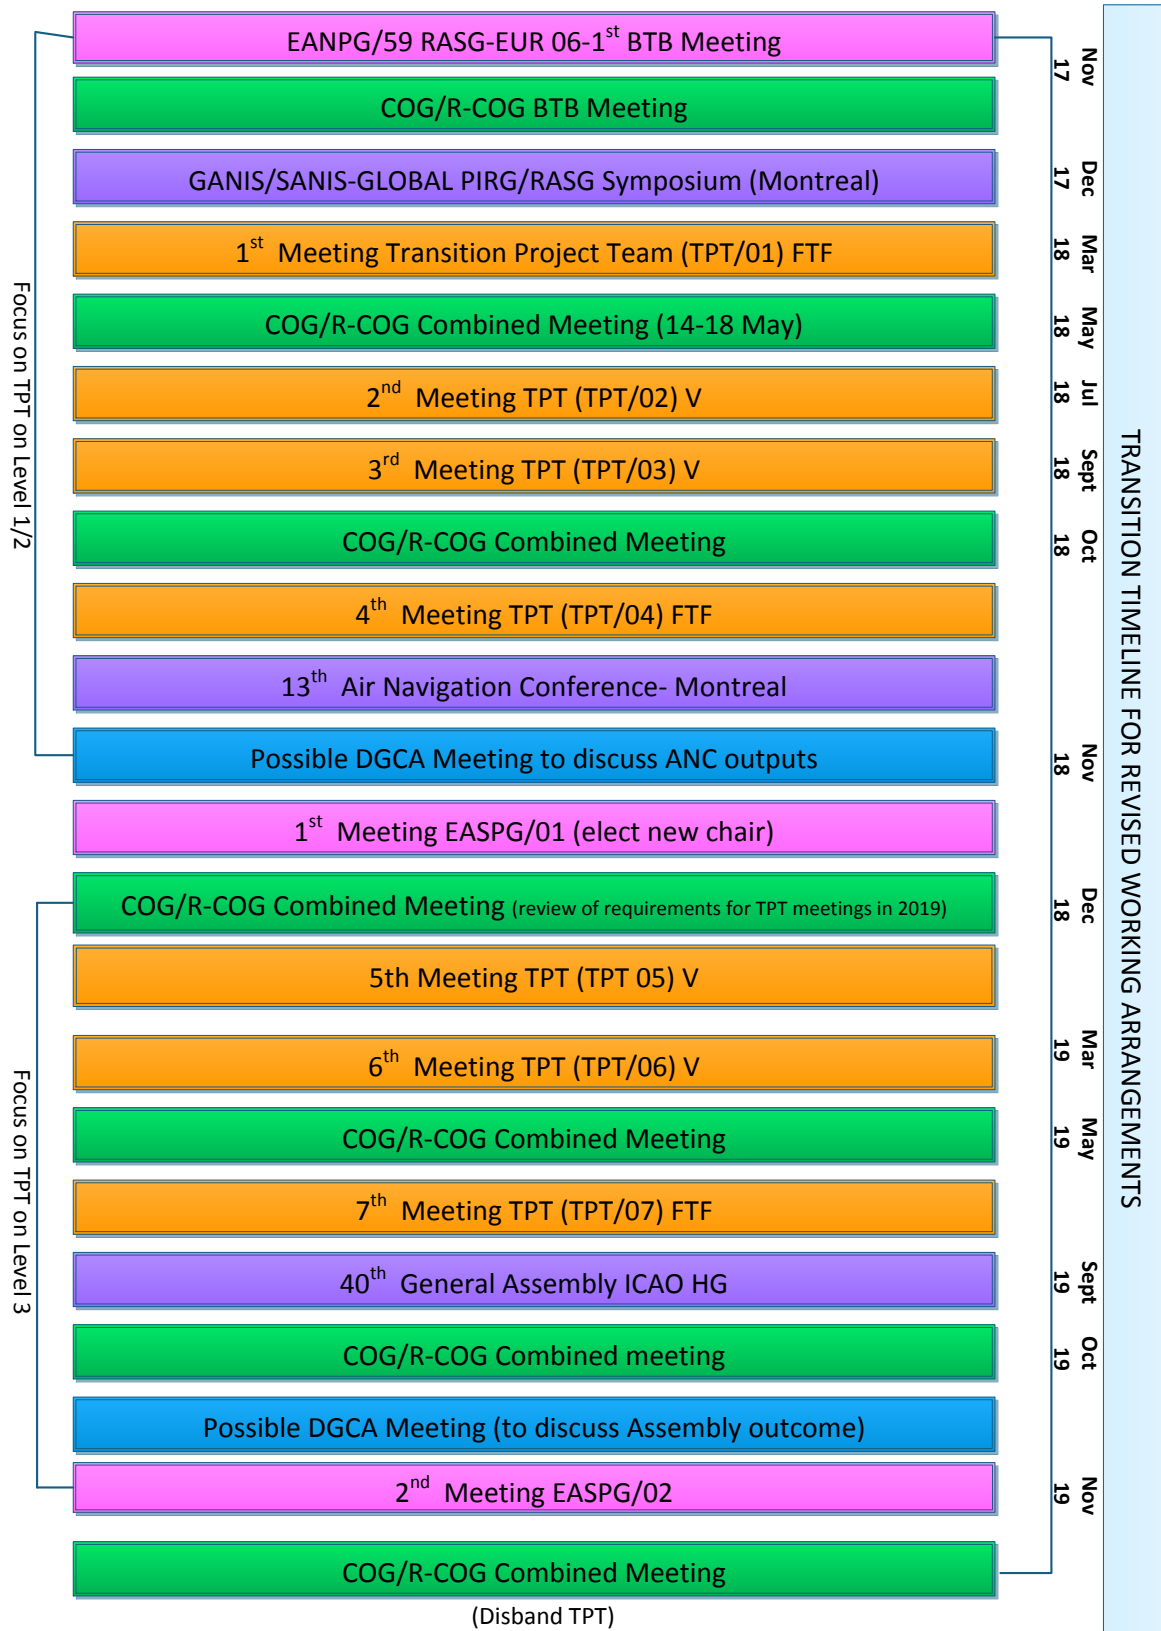 TRANSITION TIMELINE FOR REVISED WORKING ARRANGEMENTS
EANPG/59 RASG-EUR 06-1st BTB Meeting
Nov 17
COG/R-COG BTB Meeting
GANIS/SANIS-GLOBAL PIRG/RASG Symposium (Montreal)
Dec 17
1st Meeting Transition Project Team (TPT/01) FTF
Mar 18
COG/R-COG Combined Meeting (14-18 May)
May 18
2nd Meeting TPT (TPT/02) V
Jul 18
3rd Meeting TPT (TPT/03) V
Sept 18
COG/R-COG Combined Meeting
Oct 18
4th Meeting TPT (TPT/04) FTF
13th Air Navigation Conference- Montreal
Possible DGCA Meeting to discuss ANC outputs
Nov 18
Focus on TPT on Level 1/2
1st Meeting EASPG/01 (elect new chair)
COG/R-COG Combined Meeting (review of requirements for TPT meetings in 2019)
Dec 18
5th Meeting TPT (TPT 05) V
6th Meeting TPT (TPT/06) V
Mar 19
COG/R-COG Combined Meeting
May 19
7th Meeting TPT (TPT/07) FTF
40th General Assembly ICAO HG
Sept 19
COG/R-COG Combined meeting
Oct 19
Possible DGCA Meeting (to discuss Assembly outcome)
2nd Meeting EASPG/02
Nov 19
Focus on TPT on Level 3
COG/R-COG Combined Meeting
(Disband TPT)